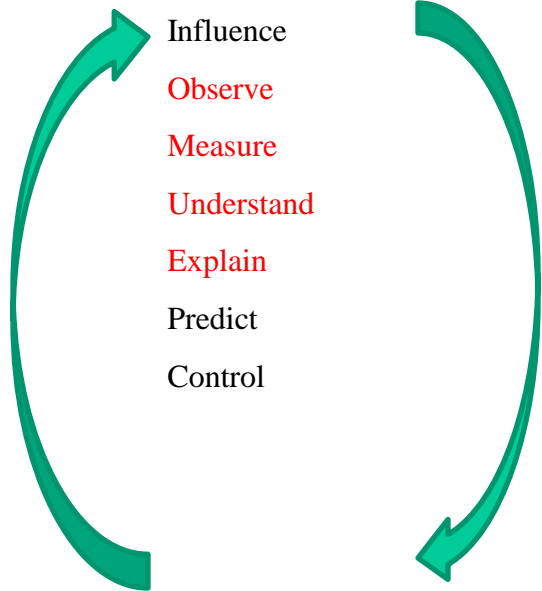 Influence
Observe
Measure
Understand
Explain
Predict
Control